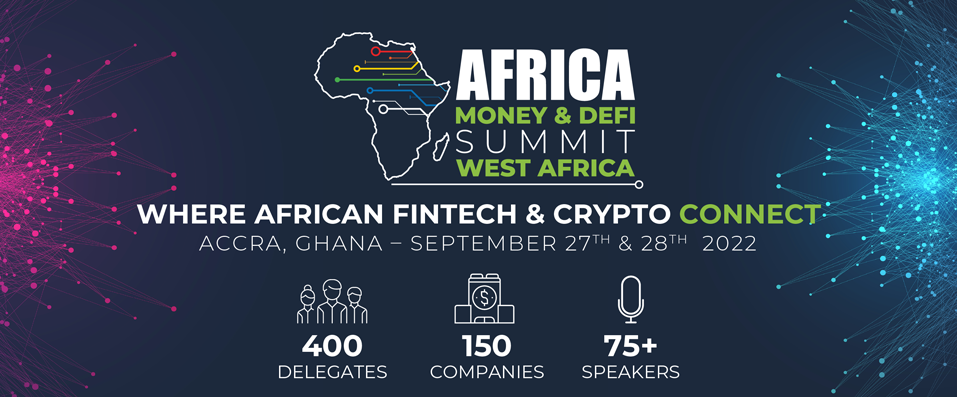 AFRICA
MONEY & DEFI
SUMMIT
WEST AFRICA
WHERE AFRICAN FINTECH & CRYPTO CONNECT
ACCRA, GHANA – SEPTEMBER 27TH & 28TH 2022
400 150 75+
DELEGATES COMPANIES SPEAKERS